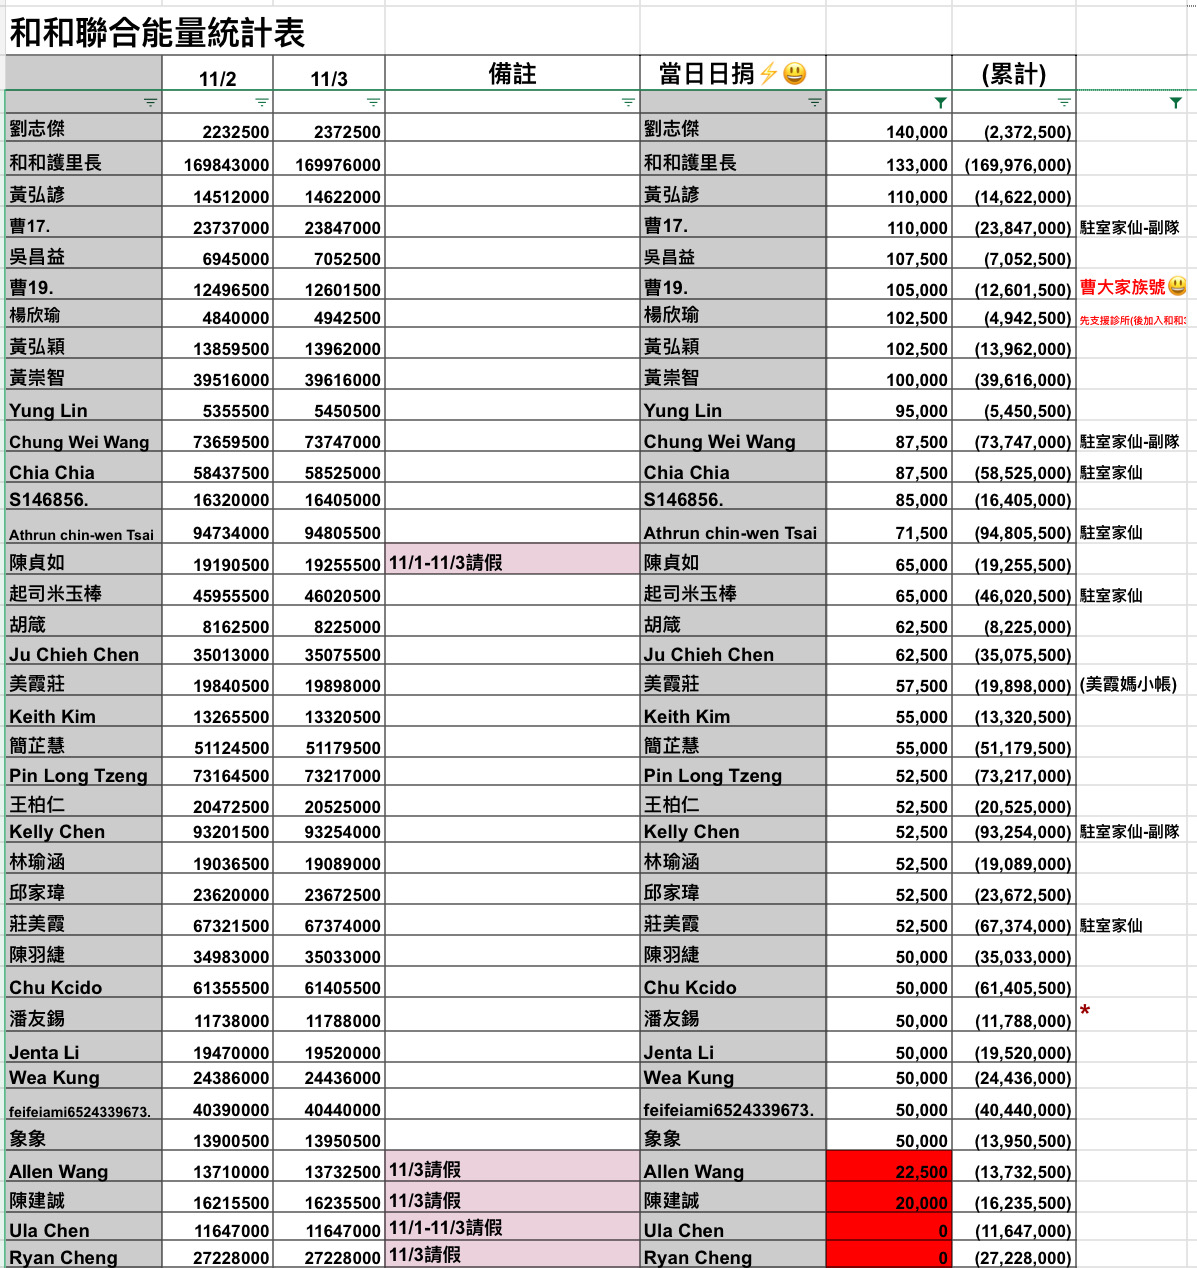 和和聯合能量統計表
11/2 11/3 備註 當日日捐⚡😃 (累計)
劉志傑 2232500 2372500 劉志傑 140,000 (2,372,500)
和和護里長 169843000 169976000 和和護里長 133,000 (169,976,000)
黃弘諺 14512000 14622000 黃弘諺 110,000 (14,622,000)
曹17. 23737000 23847000 曹17. 110,000 (23,847,000) 駐室家仙-副隊
吳昌益 6945000 7052500 吳昌益 107,500 (7,052,500)
曹19. 12496500 12601500 曹19. 105,000 (12,601,500) 曹大家族號😃
楊欣瑜 4840000 4942500 楊欣瑜 102,500 (4,942,500) 先支援診所(後加入和和
黃弘穎 13859500 13962000 黃弘穎 102,500 (13,962,000)
黃崇智 39516000 39616000 黃崇智 100,000 (39,616,000)
Yung Lin 5355500 5450500 Yung Lin 95,000 (5,450,500)
Chung Wei Wang 73659500 73747000 Chung Wei Wang 87,500 (73,747,000) 駐室家仙-副隊
Chia Chia 58437500 58525000 Chia Chia 87,500 (58,525,000) 駐室家仙
S146856. 16320000 16405000 S146856. 85,000 (16,405,000)
Athrun chin-wen Tsai 94734000 94805500 Athrun chin-wen Tsai 71,500 (94,805,500) 駐室家仙
陳貞如 19190500 19255500 11/1-11/3請假 陳貞如 65,000 (19,255,500)
起司米玉棒 45955500 46020500 起司米玉棒 65,000 (46,020,500) 駐室家仙
胡箴 8162500 8225000 胡箴 62,500 (8,225,000)
Ju Chieh Chen 35013000 35075500 Ju Chieh Chen 62,500 (35,075,500)
美霞莊 19840500 19898000 美霞莊 57,500 (19,898,000) (美霞媽小帳)
Keith Kim 13265500 13320500 Keith Kim 55,000 (13,320,500)
簡芷慧 51124500 51179500 簡芷慧 55,000 (51,179,500)
Pin Long Tzeng 73164500 73217000 Pin Long Tzeng 52,500 (73,217,000)
王柏仁 20472500 20525000 王柏仁 52,500 (20,525,000)
Kelly Chen 93201500 93254000 Kelly Chen 52,500 (93,254,000) 駐室家仙-副隊
林瑜涵 19036500 19089000 林瑜涵 52,500 (19,089,000)
邱家瑋 23620000 23672500 邱家瑋 52,500 (23,672,500)
莊美霞 67321500 67374000 莊美霞 52,500 (67,374,000) 駐室家仙
陳羽緁 34983000 35033000 陳羽緁 50,000 (35,033,000)
Chu Kcido 61355500 61405500 Chu Kcido 50,000 (61,405,500)
潘友錫 11738000 11788000 潘友錫 50,000 (11,788,000) *
Jenta Li 19470000 19520000 Jenta Li 50,000 (19,520,000)
Wea Kung 24386000 24436000 Wea Kung 50,000 (24,436,000)
feifeiami6524339673. 40390000 40440000 feifeiami6524339673. 50,000 (40,440,000)
象象 13900500 13950500 象象 50,000 (13,950,500)
Allen Wang 13710000 13732500 11/3請假 Allen Wang 22,500 (13,732,500)
陳建誠 16215500 16235500 11/3請假 陳建誠 20,000 (16,235,500)
Ula Chen 11647000 11647000 11/1-11/3請假 Ula Chen 0 (11,647,000)
Ryan Cheng 27228000 27228000 11/3請假 Ryan Cheng 0 (27,228,000)